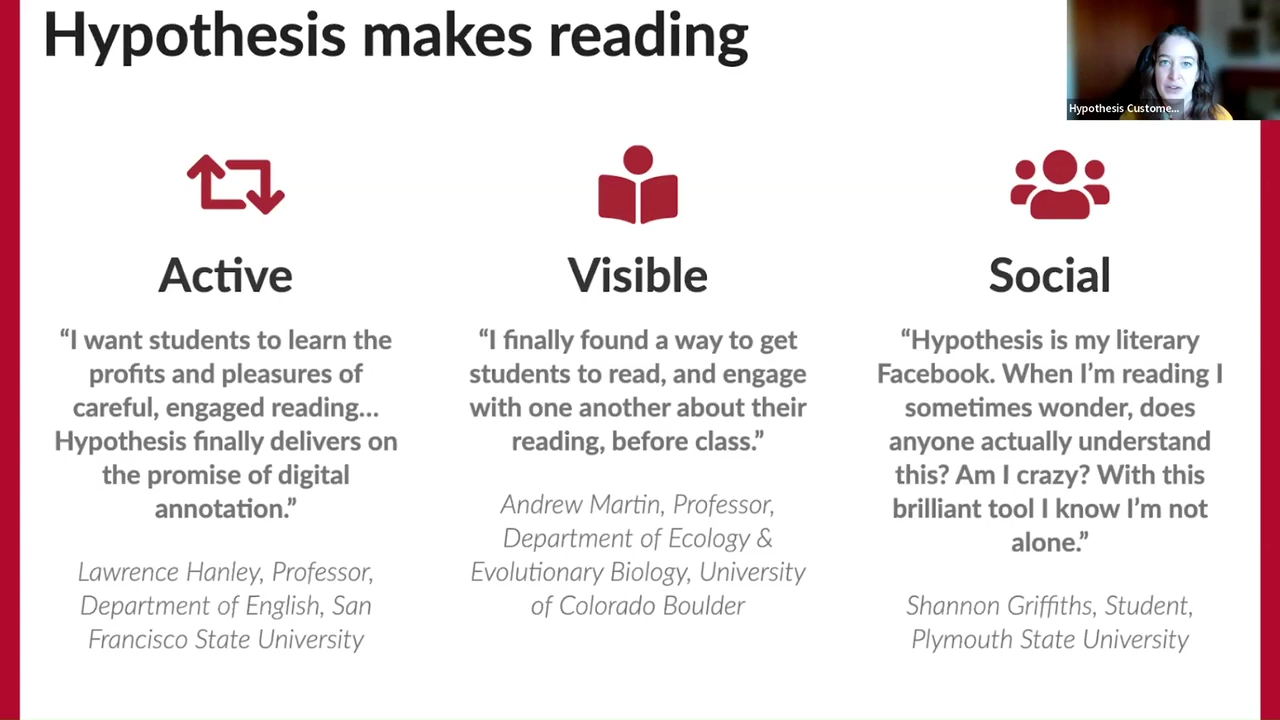 Hypothesis makes reading
Hypothesis Custome...
Active
“I want students to learn the
profits and pleasures of
careful, engaged reading...
Hypothesis finally delivers on
the promise of digital
annotation.”
Lawrence Hanley, Professor,
Department of English, San
Francisco State University
Visible
“I finally found a way to get
students to read, and engage
with one another about their
reading, before class.”
Andrew Martin, Professor,
Department of Ecology &
Evolutionary Biology, University
of Colorado Boulder
Social
“Hypothesis is my literary
Facebook. When I’m reading I
sometimes wonder, does
anyone actually understand
this? Am I crazy? With this
brilliant tool I know I’m not
alone.”
Shannon Griffiths, Student,
Plymouth State University